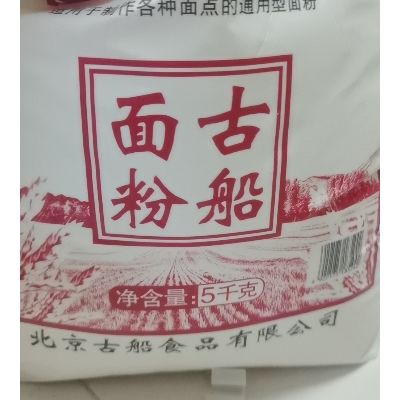 适用于制作各种面点的通用型面粉
古船
面粉
净含量:5千克
北京古船食品有限公司